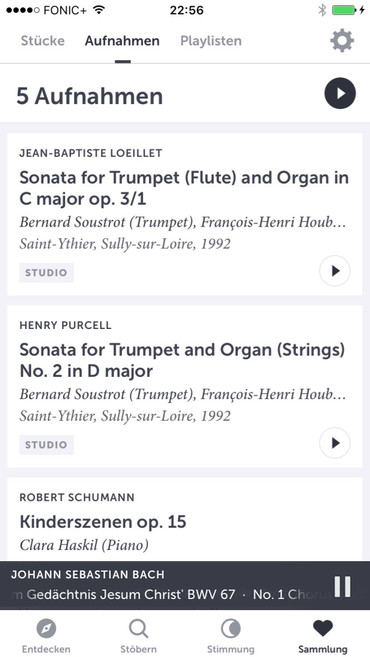 FONIC+
22:56
Stücke Aufnahmen Playlisten
5 Aufnahmen
JEAN-BAPTISTE LOEILLET
Sonata for Trumpet (Flute) and Organ in
C major op. 3/1
Bernard Soustrot (Trumpet), François-Henri Houb…
Saint-Ythier, Sully-sur-Loire, 1992
STUDIO
HENRY PURCELL
Sonata for Trumpet and Organ (Strings)
No. 2 in D major
Bernard Soustrot (Trumpet), François-Henri Houb…
Saint-Ythier, Sully-sur-Loire, 1992
STUDIO
ROBERT SCHUMANN
Kinderszenen op. 15
Clara Haskil (Piano)
JOHANN SEBASTIAN BACH
m Gedächtnis Jesum Christ' BWV 67 · No. 1 Cho
Entdecken Stöbern Stimmung Sammlung